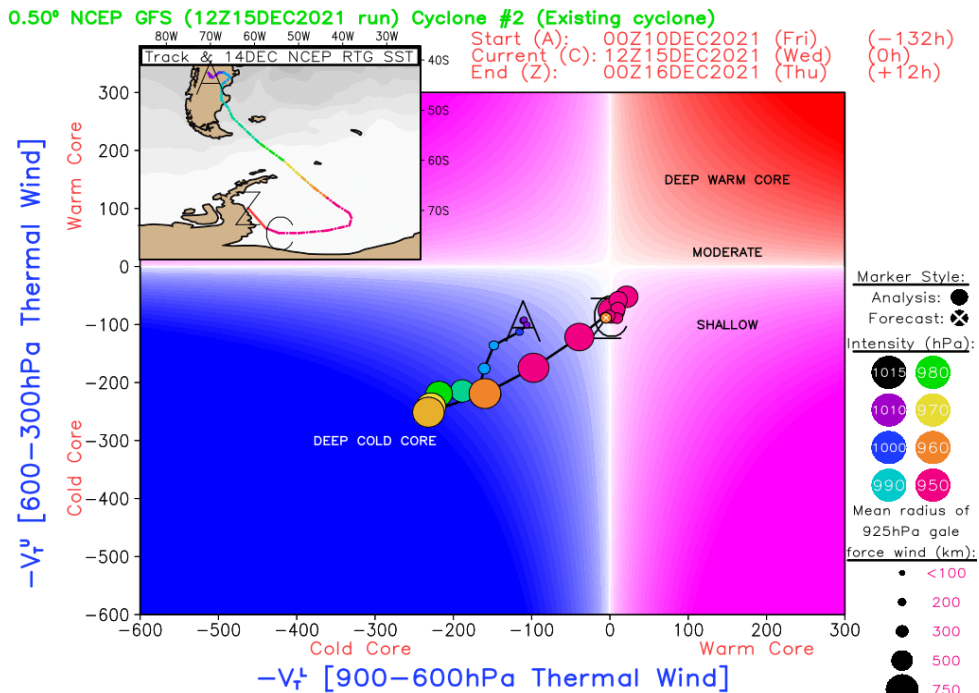 0.50° NCEP GFS (12Z15DEC2021 run) Cyclone #2 (Existing cyclone)
Start (A): 00Z10DEC2021 (Fri) (−132h)
Current (C): 12Z15DEC2021 (Wed) (0h)
End (Z): 00Z16DEC2021 (Thu) (+12h)
80W 70W 60W 50W 40W 30W
Track & 14DEC NCEP RTG SST
40S
50S
60S
70S
A
Z
C
−V_T^U [600−300hPa Thermal Wind]
Warm Core
Cold Core
300
200
100
0
−100
−200
−300
−400
−500
−600
DEEP WARM CORE
MODERATE
SHALLOW
DEEP COLD CORE
A
C
Z
−600 −500 −400 −300 −200 −100 0 100 200 300
Cold Core
Warm Core
−V_T^L [900−600hPa Thermal Wind]
Marker Style:
Analysis:
Forecast:
Intensity (hPa):
1015 980
1010 970
1000 960
990 950
Mean radius of
925hPa gale
force wind (km):
<100
200
300
500
750